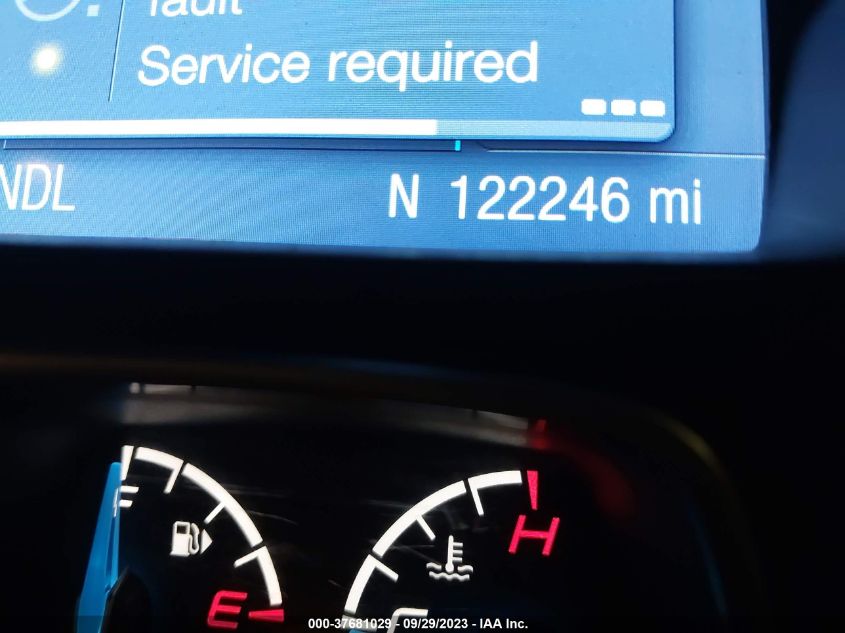 fault
Service required
NDL
N 122246 mi
F
H
E
C
000-37681029 - 09/29/2023 - IAA Inc.